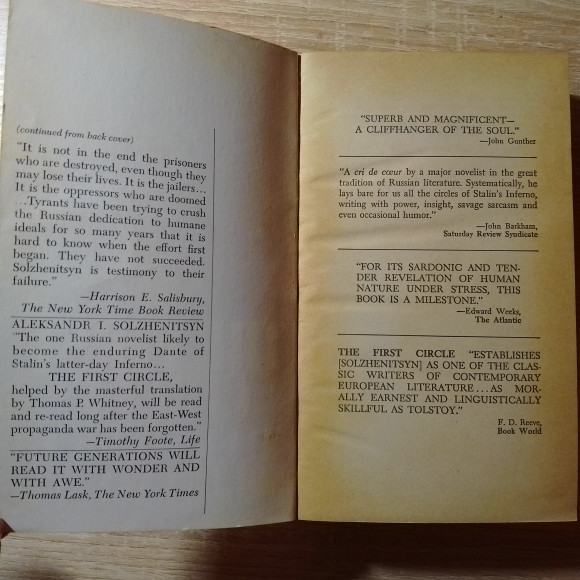 (continued from back cover)
"It is not in the end the prisoners
who are destroyed, even though they
may lose their lives. It is the jailers...
It is the oppressors who are doomed
...Tyrants have been trying to crush
the Russian dedication to humane
ideals for so many years that it is
hard to know when the effort first
began. They have not succeeded.
Solzhenitsyn is testimony to their
failure."
—Harrison E. Salisbury,
The New York Time Book Review
ALEKSANDR I. SOLZHENITSYN
"The one Russian novelist likely to
become the enduring Dante of
Stalin's latter-day Inferno...
THE FIRST CIRCLE,
helped by the masterful translation
by Thomas P. Whitney, will be read
and re-read long after the East-West
propaganda war has been forgotten."
—Timothy Foote, Life
"FUTURE GENERATIONS WILL
READ IT WITH WONDER AND
WITH AWE."
—Thomas Lask, The New York Times
"SUPERB AND MAGNIFICENT—
A CLIFFHANGER OF THE SOUL."
—John Gunther
"A cri de cœur by a major novelist in the great
tradition of Russian literature. Systematically, he
lays bare for us all the circles of Stalin's Inferno,
writing with power, insight, savage sarcasm and
even occasional humor."
—John Barkham,
Saturday Review Syndicate
"FOR ITS SARDONIC AND TEN-
DER REVELATION OF HUMAN
NATURE UNDER STRESS, THIS
BOOK IS A MILESTONE."
—Edward Weeks,
The Atlantic
THE FIRST CIRCLE "ESTABLISHES
[SOLZHENITSYN] AS ONE OF THE CLAS-
SIC WRITERS OF CONTEMPORARY
EUROPEAN LITERATURE...AS MOR-
ALLY EARNEST AND LINGUISTICALLY
SKILLFUL AS TOLSTOY."
F. D. Reeve,
Book World